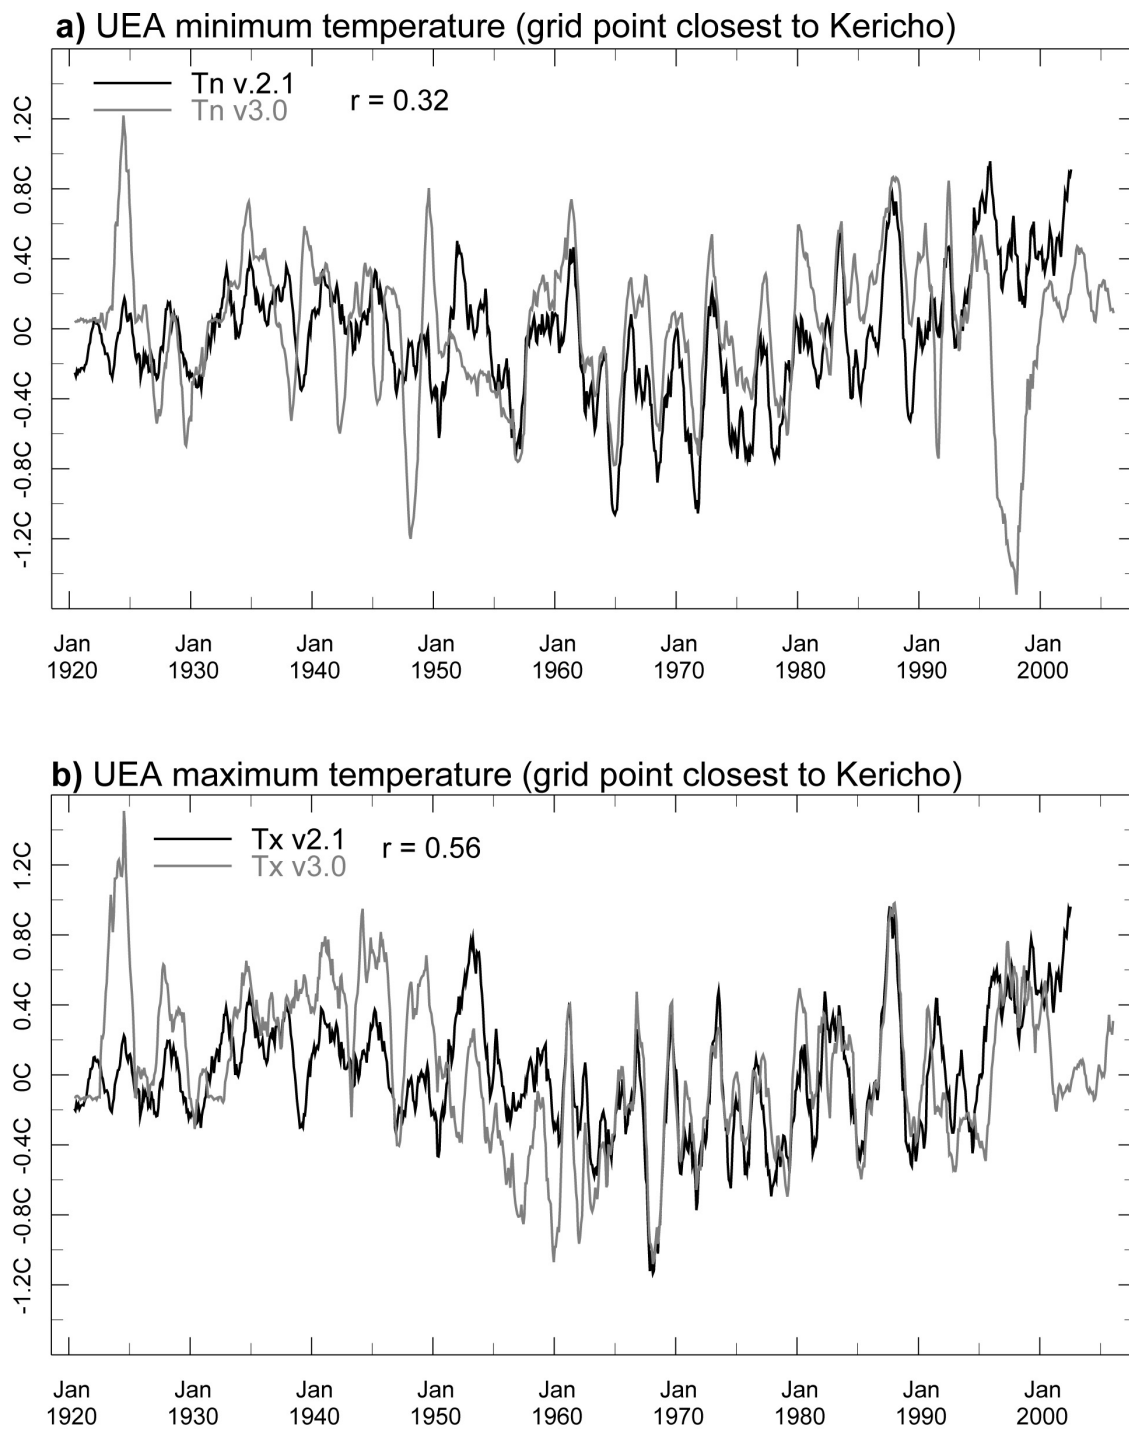 a) UEA minimum temperature (grid point closest to Kericho)
Tn v.2.1
Tn v3.0
r = 0.32
1.2C
0.8C
0.4C
0C
-0.4C
-0.8C
-1.2C
Jan Jan Jan Jan Jan Jan Jan Jan Jan
1920 1930 1940 1950 1960 1970 1980 1990 2000
b) UEA maximum temperature (grid point closest to Kericho)
Tx v2.1
Tx v3.0
r = 0.56
1.2C
0.8C
0.4C
0C
-0.4C
-0.8C
-1.2C
Jan Jan Jan Jan Jan Jan Jan Jan Jan
1920 1930 1940 1950 1960 1970 1980 1990 2000